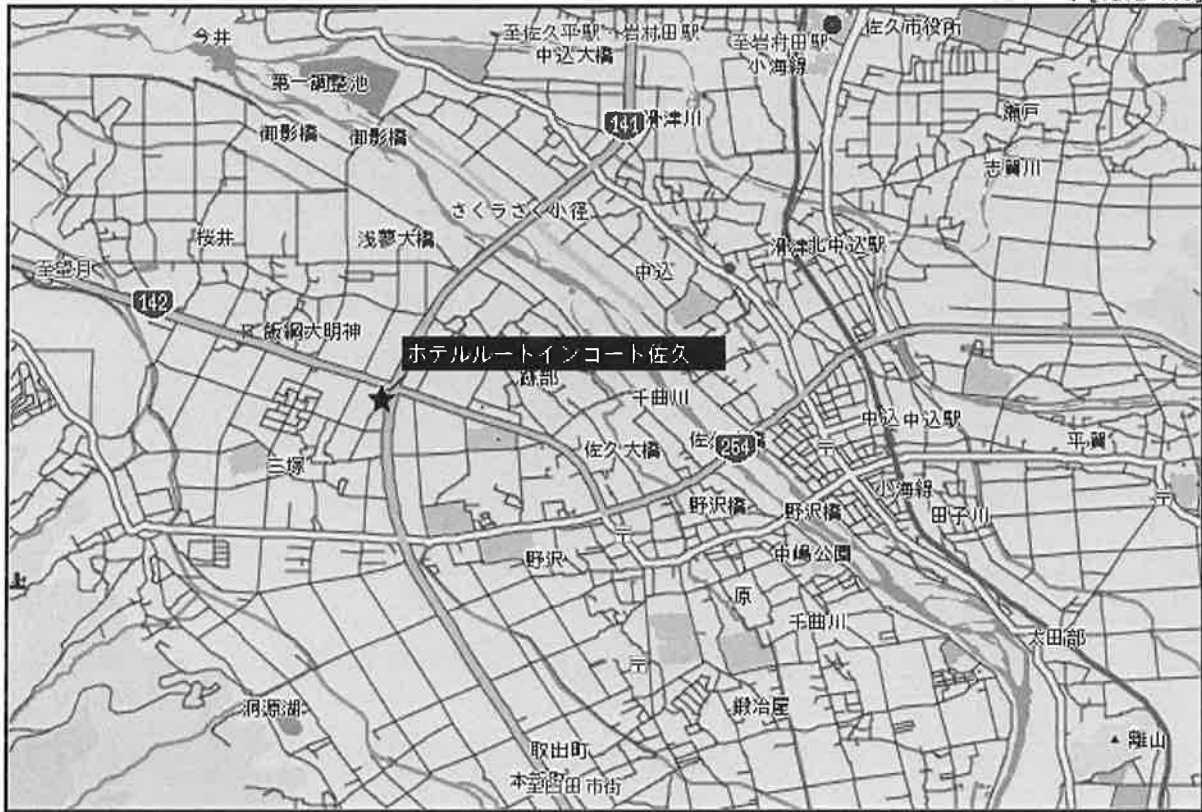 今井
至佐久平駅 岩村田駅
中込大橋
至岩村田駅
小海線
佐久市役所
第一調整池
御影橋
御影橋
141
滑津川
瀬戸
志賀川
さくラさく小径
桜井
浅蓼大橋
滑津
北中込駅
至望月
中込
142
飯綱大明神
ホテルルートインコート佐久
跡部
千曲川
中込
中込駅
佐久大橋
254
平賀
三塚
小海線
野沢橋
野沢橋
田子川
野沢
中嶋公園
原
千曲川
太田部
洞源湖
鍛冶屋
離山
取出町
至臼田市街